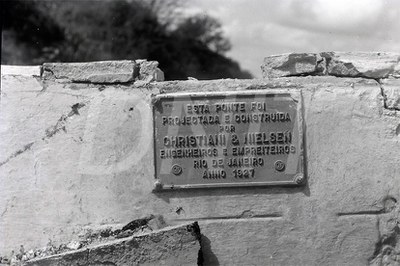 ESTA PONTE FOI
PROJECTADA E CONSTRUIDA
POR
CHRISTIANI & NIELSEN
ENGENHEIROS E EMPREITEIROS
RIO DE JANEIRO
ANNO 1927